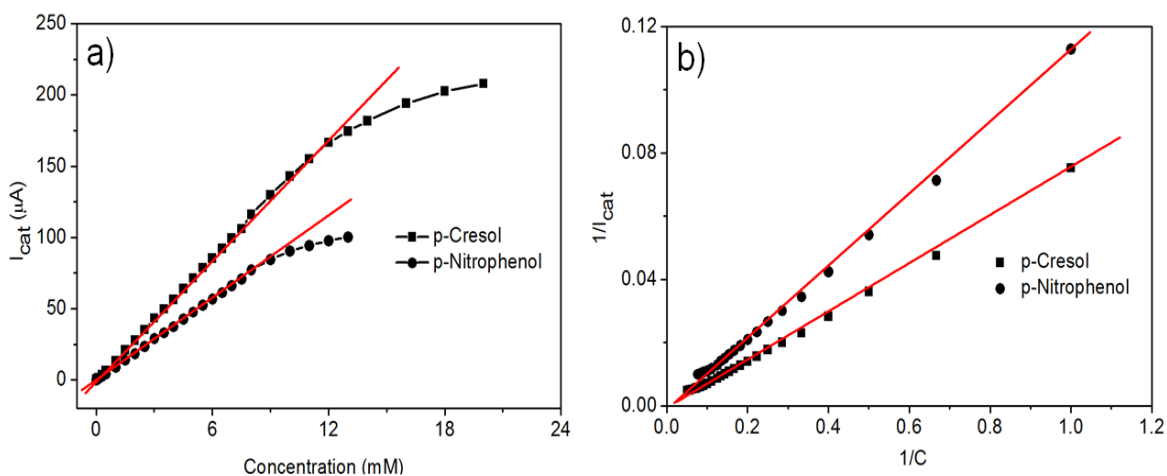 a)
I_cat (μA)
250
200
150
100
50
0
0 6 12 18 24
Concentration (mM)
p-Cresol
p-Nitrophenol
b)
1/I_cat
0.12
0.08
0.04
0.00
0.0 0.2 0.4 0.6 0.8 1.0 1.2
1/C
p-Cresol
p-Nitrophenol